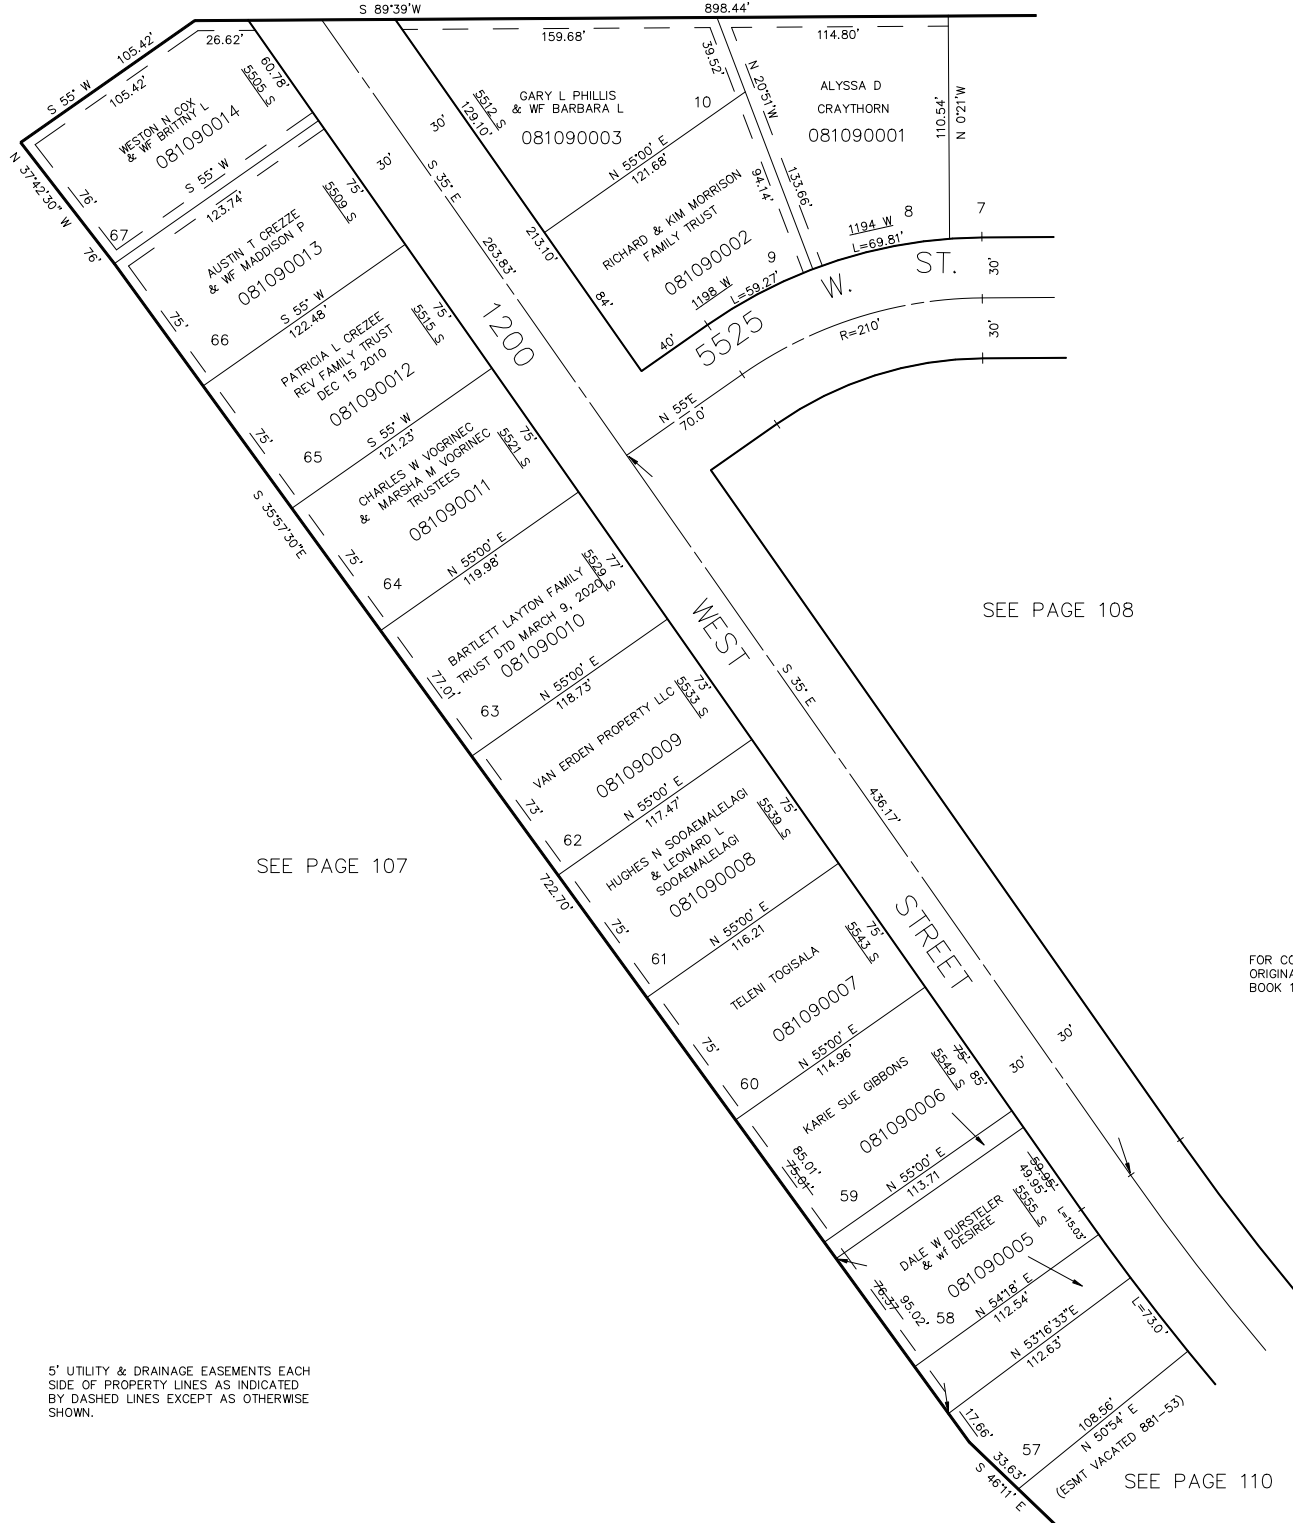 S 89°39'W
898.44'
S 55° W
105.42'
105.42'
26.62'
60.78'
5505 S
WESTON N COX
& WF BRITTNY L
081090014
N 37°42'30" W
76'
76'
67
S 55° W
123.74'
159.68'
GARY L PHILLIS
& WF BARBARA L
081090003
10
39.52'
5512 S
129.10'
30'
30'
S 35° E
263.83'
213.10'
N 55°00' E
121.68'
114.80'
ALYSSA D
CRAYTHORN
081090001
N 20°51'W
110.54'
N 0°21'W
133.66'
94.14'
1194 W
L=69.81'
8
7
RICHARD & KIM MORRISON
FAMILY TRUST
081090002
9
1198 W
L=59.27'
84'
40'
5525 W. ST.
30'
30'
R=210'
N 55°E
70.0'
AUSTIN T CREZZE
& WF MADDISON P
081090013
75'
5509 S
75'
66
S 55° W
122.48'
PATRICIA L CREZEE
REV FAMILY TRUST
DEC 15 2010
081090012
75'
5515 S
75'
65
S 55° W
121.23'
S 35°57'30"E
1200 WEST STREET
CHARLES W VOGRINEC
& MARSHA M VOGRINEC
TRUSTEES
081090011
75'
5521 S
75'
64
N 55°00' E
119.98'
BARTLETT LAYTON FAMILY
TRUST DTD MARCH 9, 2020
081090010
77'
5529 S
77.01'
63
N 55°00' E
118.73'
SEE PAGE 108
S 35° E
436.17'
VAN ERDEN PROPERTY LLC
081090009
73'
5533 S
73'
62
N 55°00' E
117.47'
SEE PAGE 107
722.70'
HUGHES N SOOAEMALELAGI
& LEONARD L
SOOAEMALELAGI
081090008
75'
5539 S
75'
61
N 55°00' E
116.21
TELENI TOGISALA
081090007
75'
5543 S
75'
60
N 55°00' E
114.96'
FOR CO
ORIGINA
BOOK 1
30'
30'
KARIE SUE GIBBONS
081090006
75' 85'
5549 S
85.01'
75.01'
59
N 55°00' E
113.71
DALE W DURSTELER
& wf DESIREE
081090005
59.95'
49.95'
5555 S
L=15.03'
76.37
95.02'
58
N 54°18' E
112.54'
N 53°16'33"E
112.63'
L=73.0'
17.66'
57
33.63'
S 46°11' E
108.56'
N 50°54' E
(ESMT VACATED 881-53)
SEE PAGE 110
5' UTILITY & DRAINAGE EASEMENTS EACH
SIDE OF PROPERTY LINES AS INDICATED
BY DASHED LINES EXCEPT AS OTHERWISE
SHOWN.